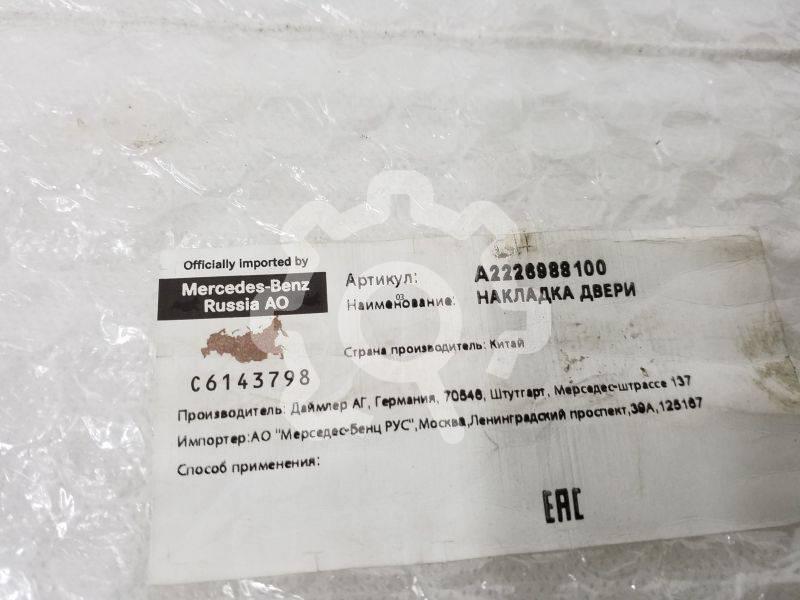 Officially imported by
Mercedes-Benz
Russia AO
C6143798
Артикул: A2226988100
Наименование: НАКЛАДКА ДВЕРИ
03
Страна производитель: Китай
Производитель: Даймлер АГ, Германия, 70546, Штутгарт, Мерседес-штрассе 137
Импортер:АО "Мерседес-Бенц РУС",Москва,Ленинградский проспект,39А,125167
Способ применения:
EAC